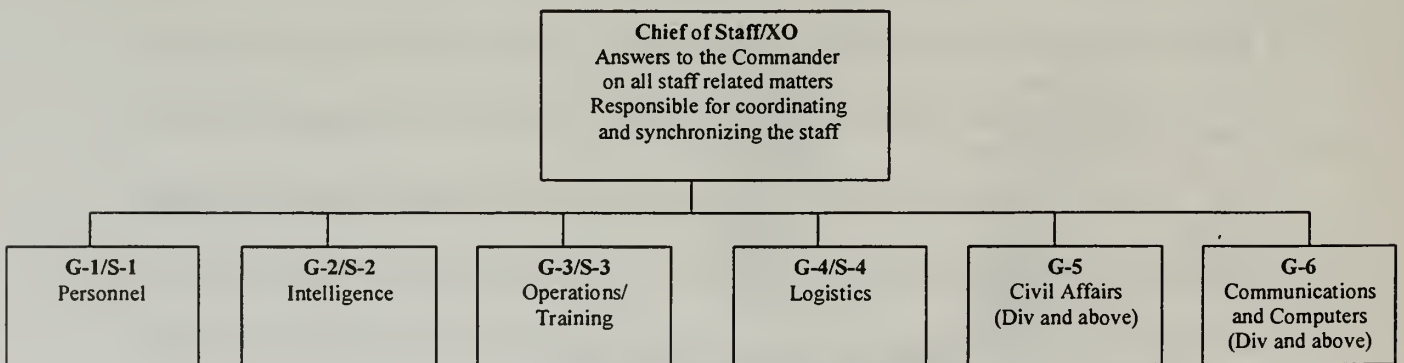 Chief of Staff/XO
Answers to the Commander
on all staff related matters
Responsible for coordinating
and synchronizing the staff
G-1/S-1
Personnel
G-2/S-2
Intelligence
G-3/S-3
Operations/
Training
G-4/S-4
Logistics
G-5
Civil Affairs
(Div and above)
G-6
Communications
and Computers
(Div and above)